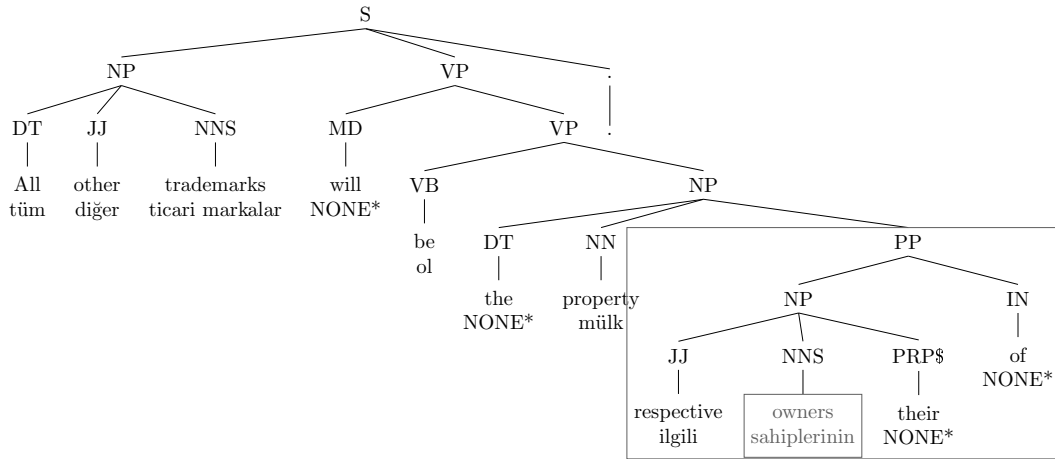 S
NP VP .
DT JJ NNS MD VP .
All other trademarks will VB NP
tüm diğer ticari markalar NONE*
be DT NN PP
ol
the property NP IN
NONE* mülk
JJ NNS PRP$ of
NONE*
respective owners their
ilgili sahiplerinin NONE*